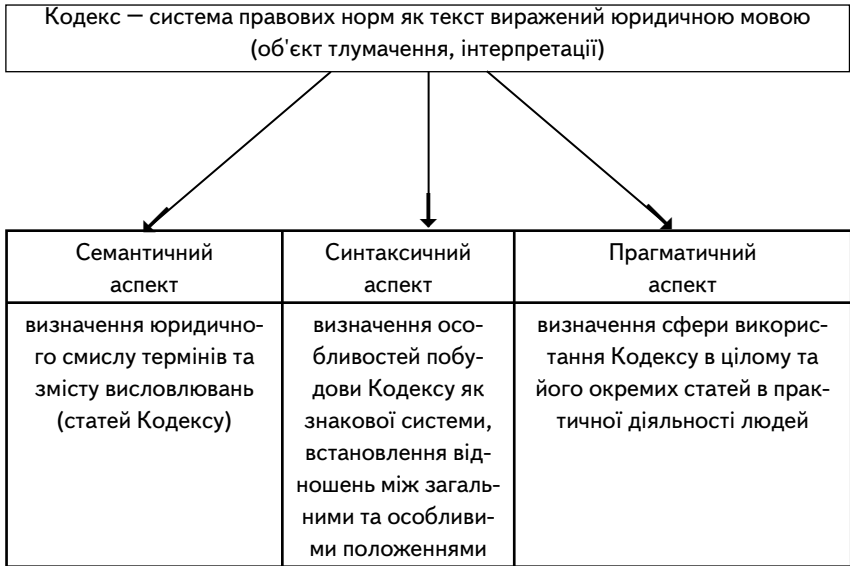 Кодекс — система правових норм як текст виражений юридичною мовою
(об'єкт тлумачення, інтерпретації)
Семантичний
аспект
Синтаксичний
аспект
Прагматичний
аспект
визначення юридично-
го смислу термінів та
змісту висловлювань
(статей Кодексу)
визначення осо-
бливостей побу-
дови Кодексу як
знакової системи,
встановлення від-
ношень між загаль-
ними та особливи-
ми положеннями
визначення сфери викорис-
тання Кодексу в цілому та
його окремих статей в прак-
тичної діяльності людей